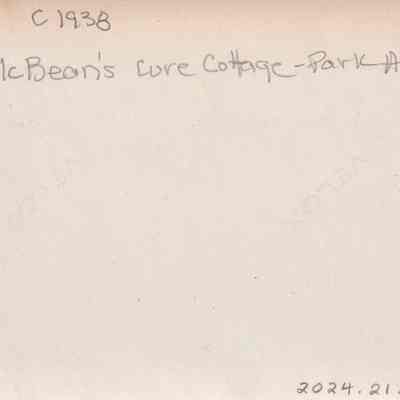 C 1938
McBean's Cure Cottage - Park A
2024.21.